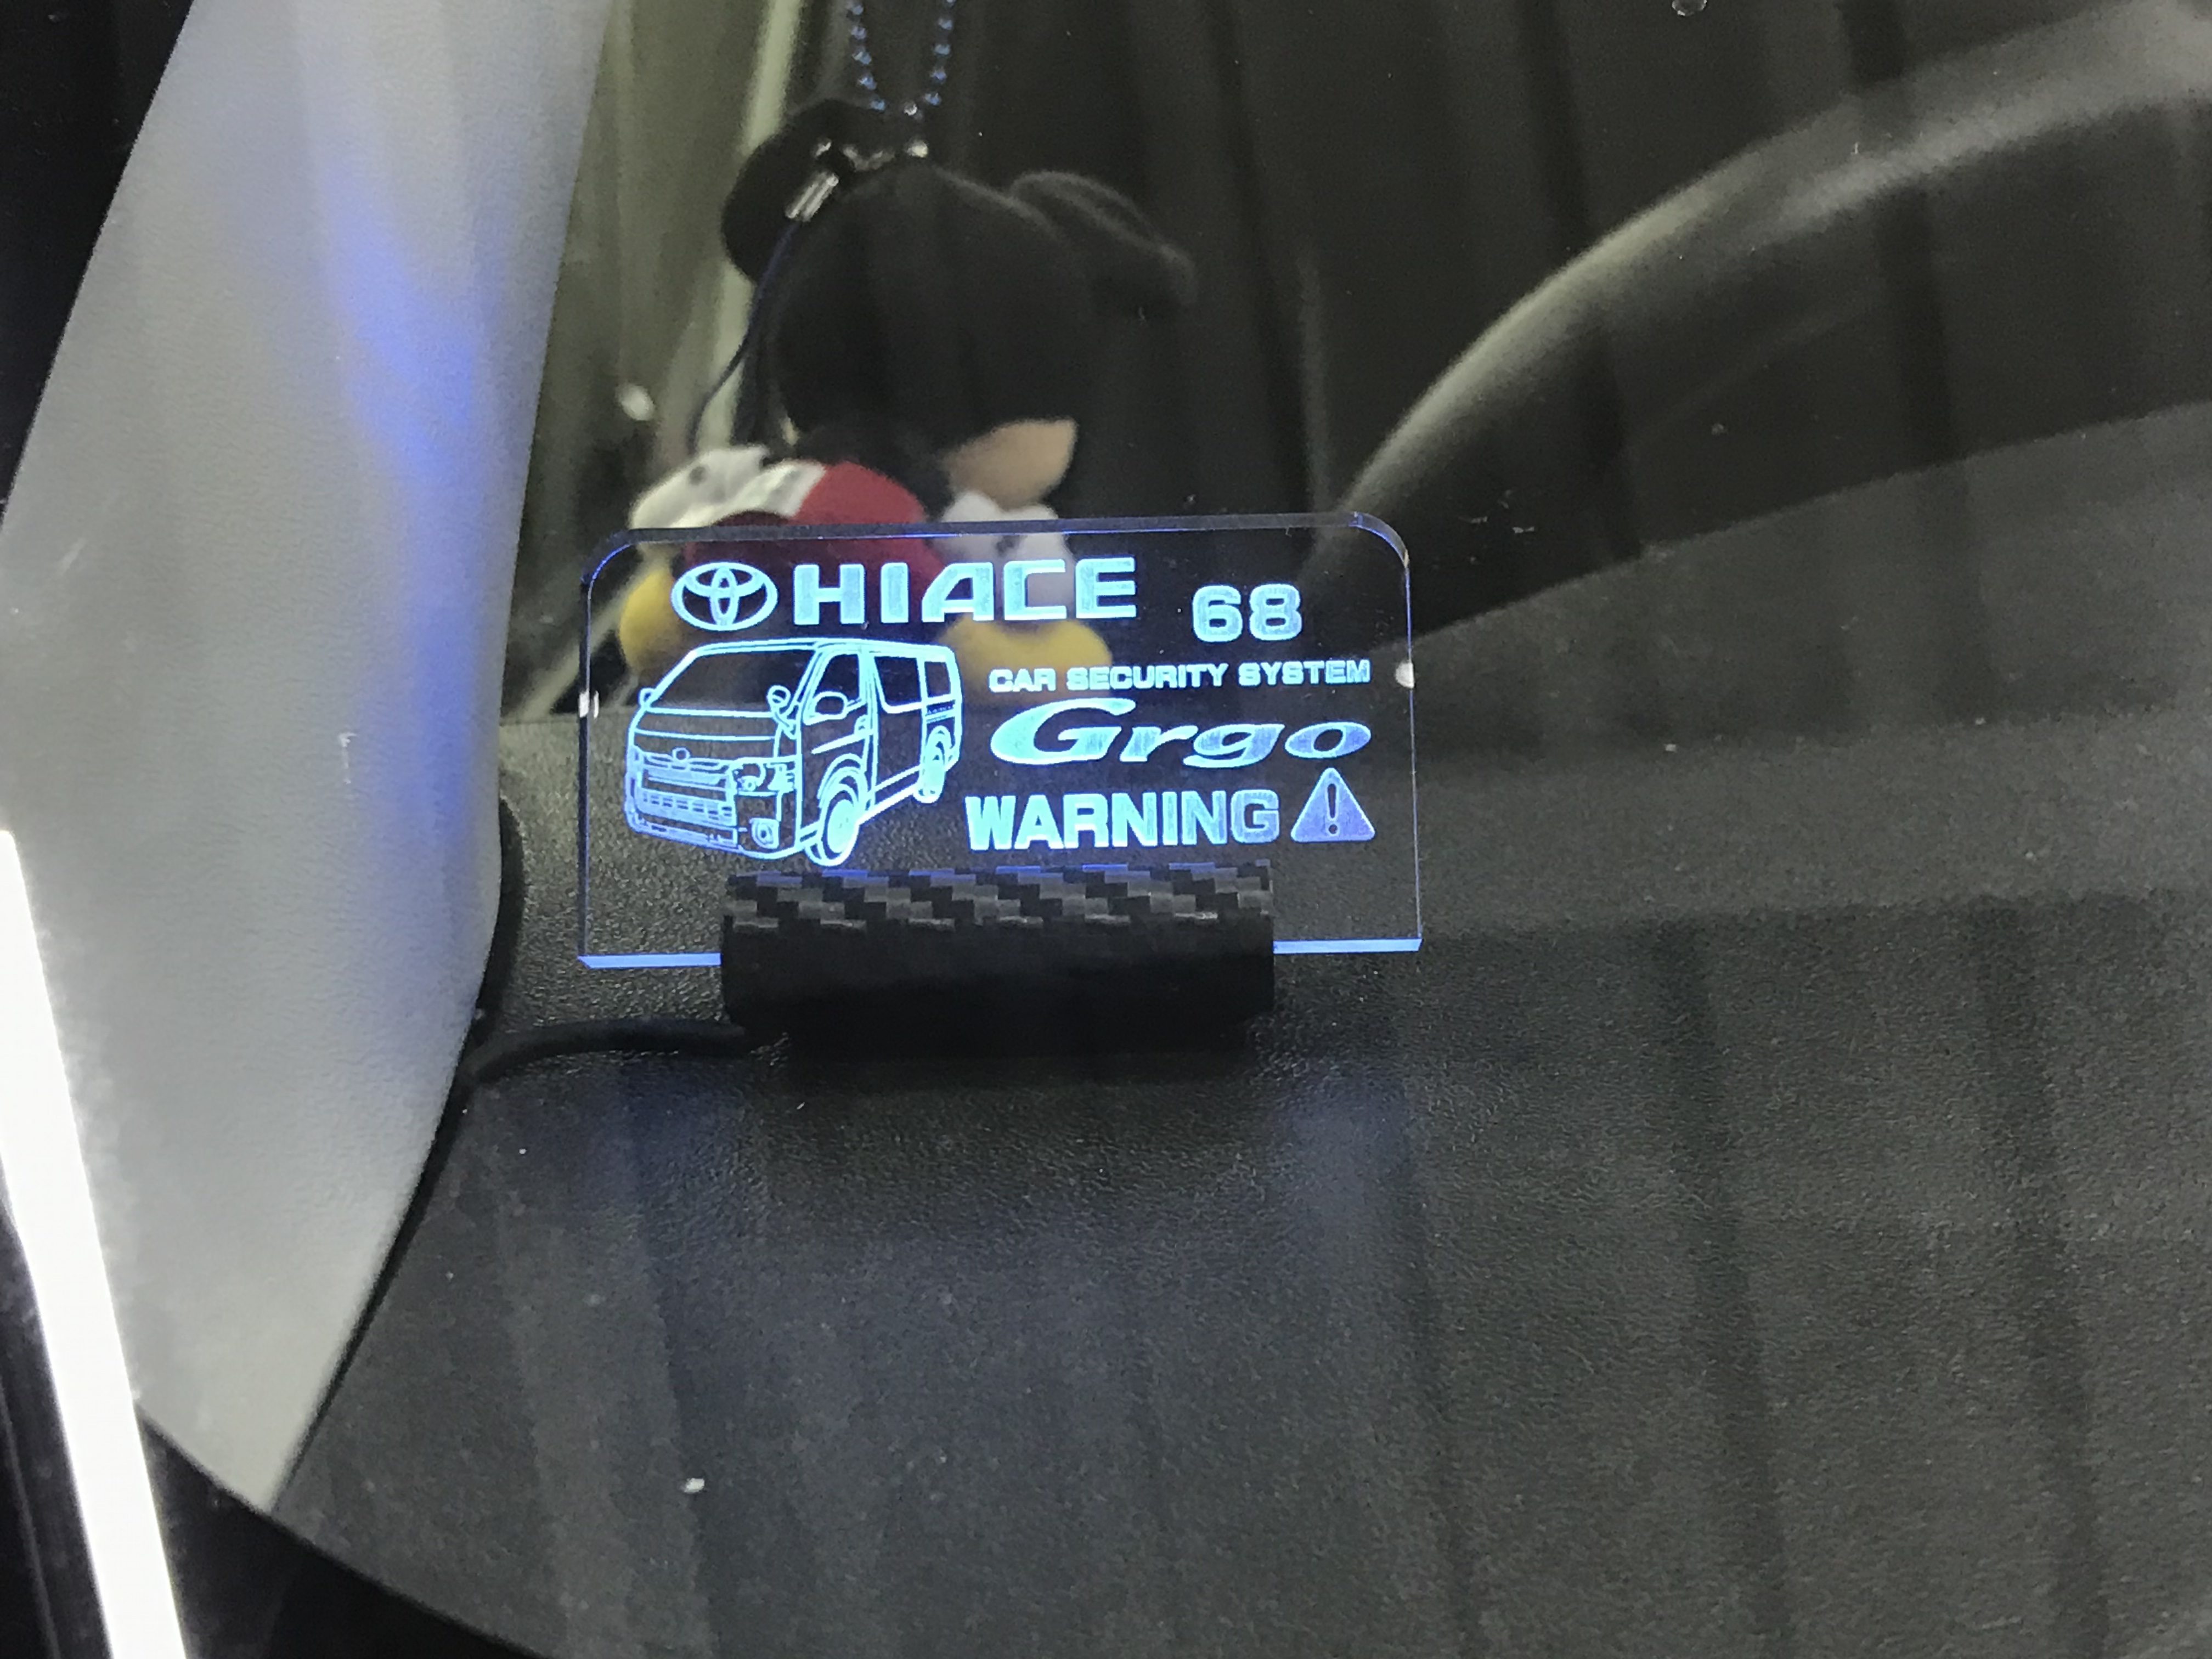 HIACE 68
CAR SECURITY SYSTEM
Grgo
WARNING